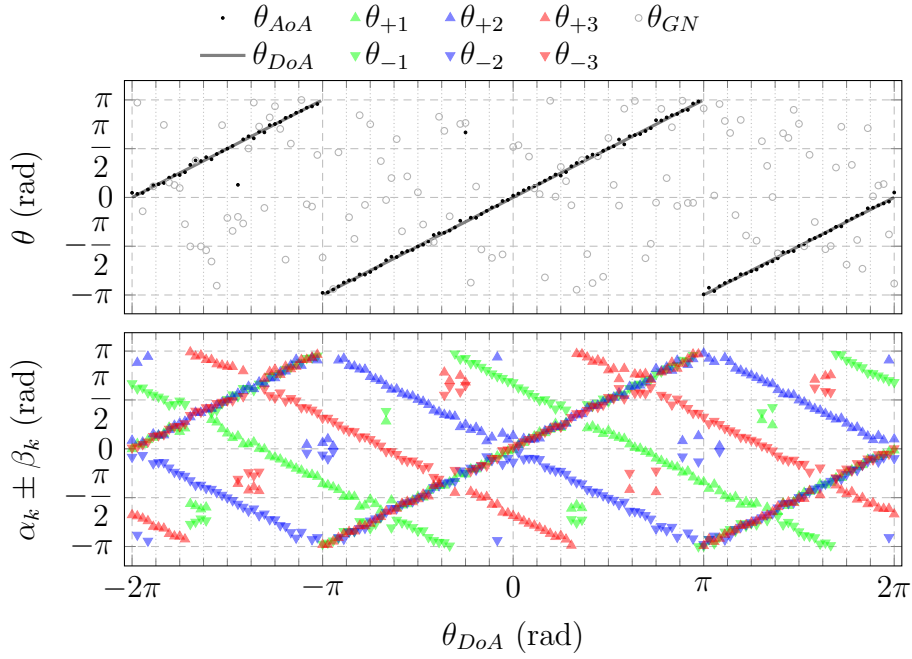 θ_AoA θ_+1 θ_+2 θ_+3 θ_GN
θ_DoA θ_-1 θ_-2 θ_-3
π
π/2
0
-π/2
-π
θ (rad)
π
π/2
0
-π/2
-π
α_k ± β_k (rad)
-2π -π 0 π 2π
θ_DoA (rad)